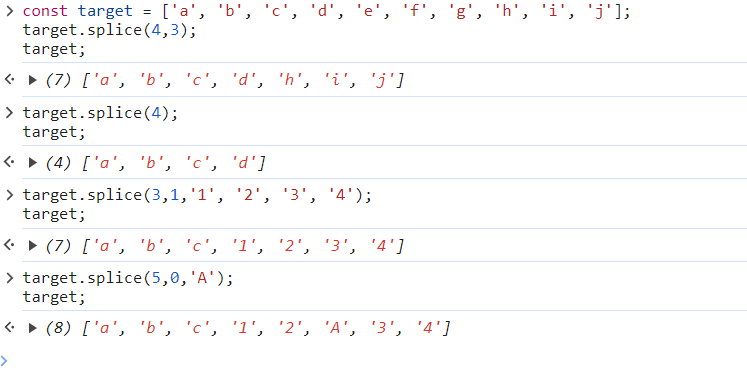 > const target = ['a', 'b', 'c', 'd', 'e', 'f', 'g', 'h', 'i', 'j'];
target.splice(4,3);
target;
(7) ['a', 'b', 'c', 'd', 'h', 'i', 'j']
> target.splice(4);
target;
(4) ['a', 'b', 'c', 'd']
> target.splice(3,1,'1', '2', '3', '4');
target;
(7) ['a', 'b', 'c', '1', '2', '3', '4']
> target.splice(5,0,'A');
target;
(8) ['a', 'b', 'c', '1', '2', 'A', '3', '4']
>